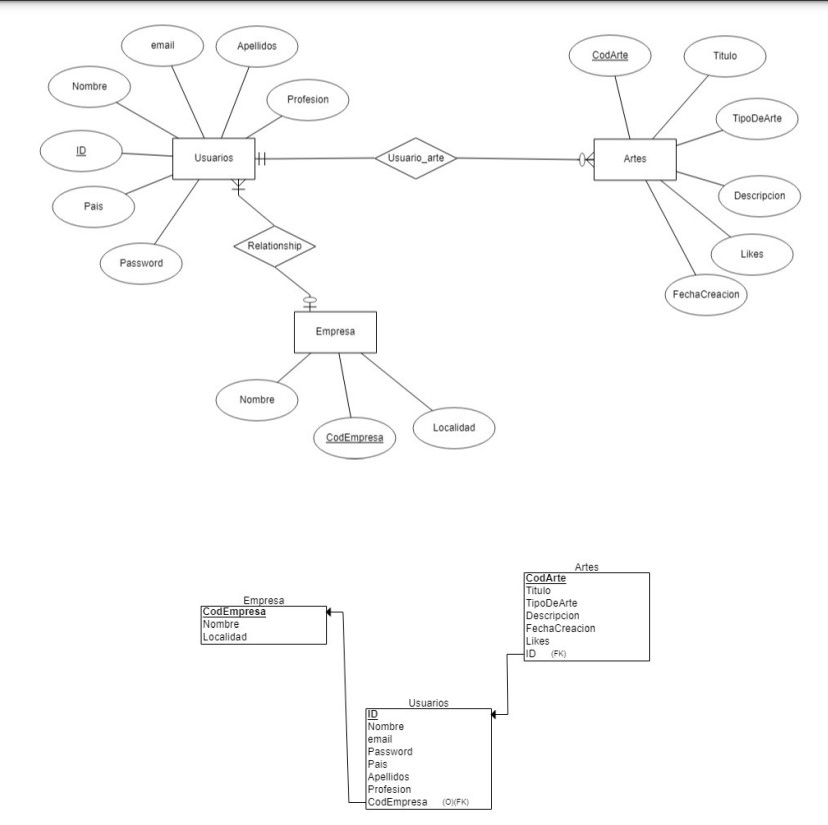 email
Apellidos
CodArte
Titulo
Nombre
Profesion
TipoDeArte
ID
Usuarios
Usuario_arte
Artes
Pais
Descripcion
Password
Relationship
Likes
FechaCreacion
Empresa
Nombre
CodEmpresa
Localidad
Artes
CodArte
Titulo
TipoDeArte
Descripcion
FechaCreacion
Likes
ID (FK)
Empresa
CodEmpresa
Nombre
Localidad
Usuarios
ID
Nombre
email
Password
Pais
Apellidos
Profesion
CodEmpresa (O)(FK)